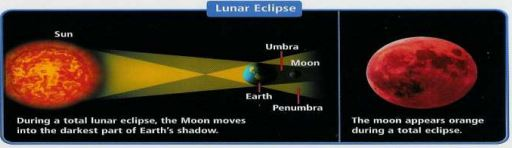 Lunar Eclipse
Sun
Umbra
Moon
Earth
Penumbra
During a total lunar eclipse, the Moon moves
into the darkest part of Earth's shadow.
The moon appears orange
during a total eclipse.